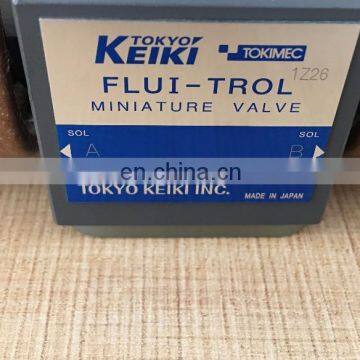 TOKYO
KEIKI TOKIMEC
FLUI-TROL 1Z26
MINIATURE VALVE
SOL SOL
A B
en.china.cn
TOKYO KEIKI INC.
MADE IN JAPAN